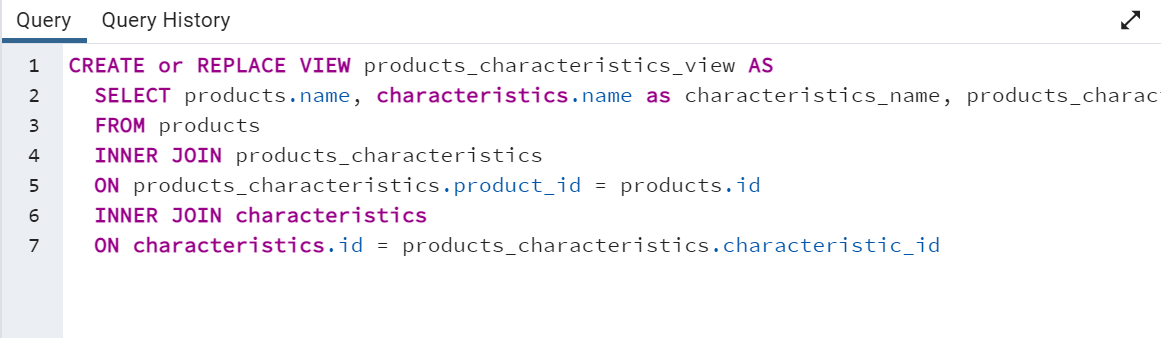 Query Query History
1 CREATE or REPLACE VIEW products_characteristics_view AS
2 SELECT products.name, characteristics.name as characteristics_name, products_charac
3 FROM products
4 INNER JOIN products_characteristics
5 ON products_characteristics.product_id = products.id
6 INNER JOIN characteristics
7 ON characteristics.id = products_characteristics.characteristic_id